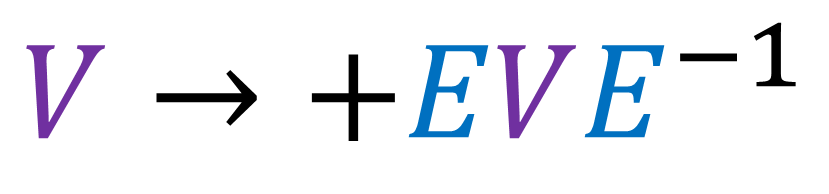 V → +EVE⁻¹